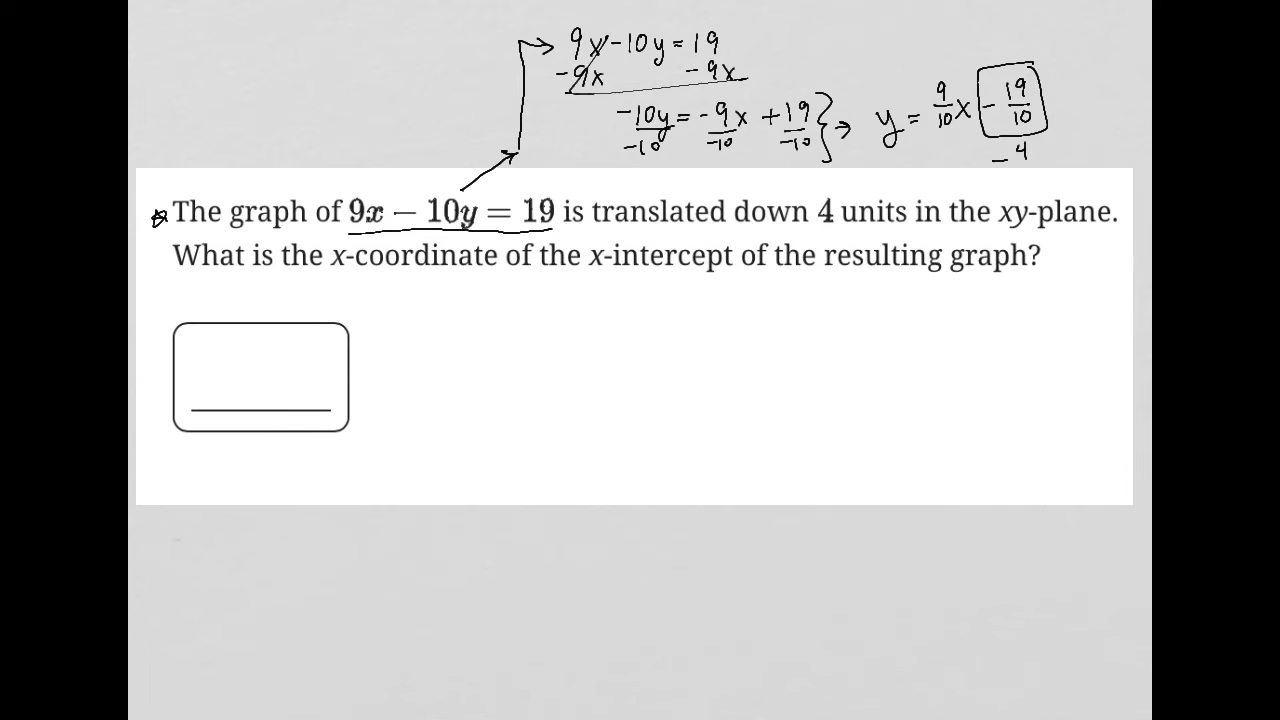 9x - 10y = 19
-9x -9x
-10y = -9x + 19
-10 -10 -10
y = 9/10 x - 19/10
- 4
The graph of 9x − 10y = 19 is translated down 4 units in the xy-plane.
What is the x-coordinate of the x-intercept of the resulting graph?